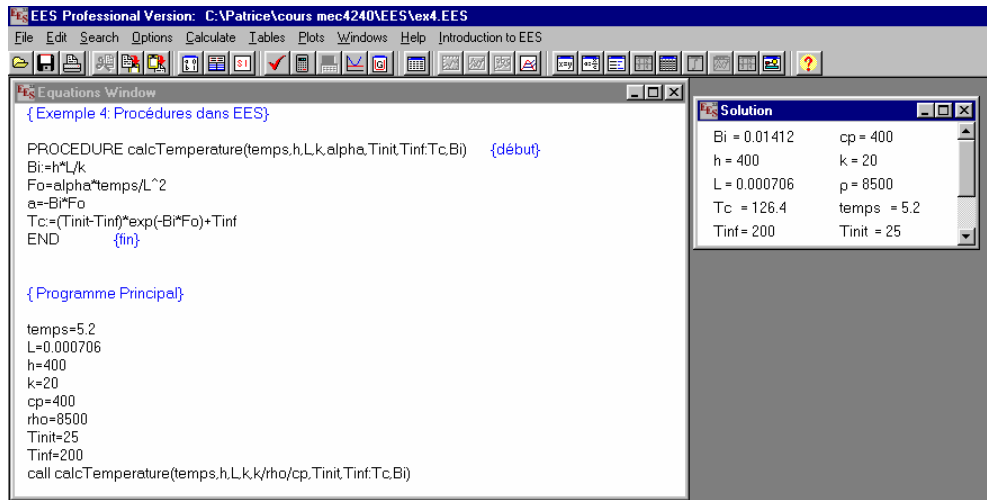 EES Professional Version: C:\Patrice\cours mec4240\EES\ex4.EES
File Edit Search Options Calculate Tables Plots Windows Help Introduction to EES
Equations Window
{Exemple 4: Procédures dans EES}
PROCEDURE calcTemperature(temps,h,L,k,alpha,Tinit,Tinf:Tc,Bi) {début}
Bi:=h*L/k
Fo=alpha*temps/L^2
a=-Bi*Fo
Tc:=(Tinit-Tinf)*exp(-Bi*Fo)+Tinf
END {fin}
{Programme Principal}
temps=5.2
L=0.000706
h=400
k=20
cp=400
rho=8500
Tinit=25
Tinf=200
call calcTemperature(temps,h,L,k,k/rho/cp,Tinit,Tinf:Tc,Bi)
Solution
Bi = 0.01412 cp = 400
h = 400 k = 20
L = 0.000706 ρ = 8500
Tc = 126.4 temps = 5.2
Tinf = 200 Tinit = 25